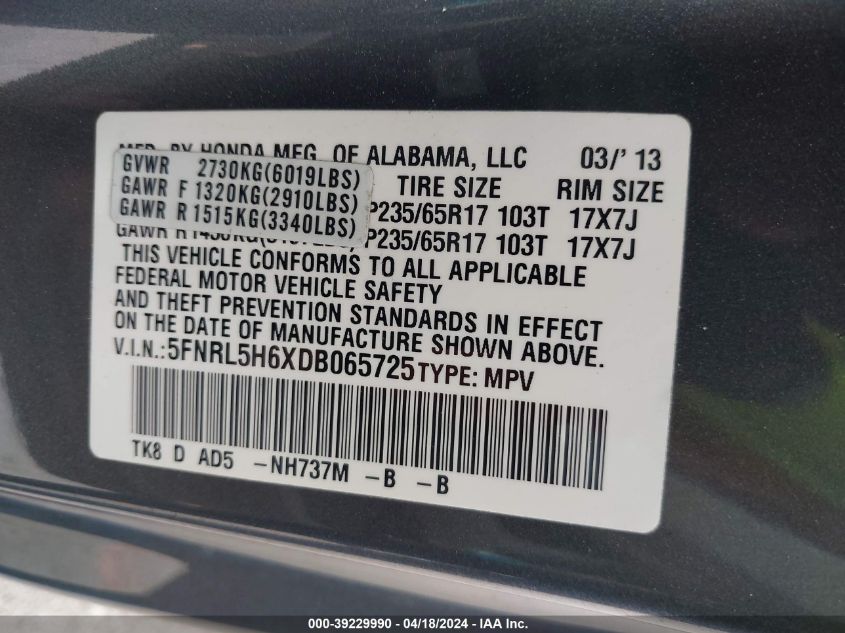 MFD. BY HONDA MFG. OF ALABAMA, LLC 03/'13
GVWR 2730KG(6019LBS)
GAWR F 1320KG(2910LBS)
GAWR R 1515KG(3340LBS)
TIRE SIZE RIM SIZE
P235/65R17 103T 17X7J
GAWR P235/65R17 103T 17X7J
THIS VEHICLE CONFORMS TO ALL APPLICABLE
FEDERAL MOTOR VEHICLE SAFETY
AND THEFT PREVENTION STANDARDS IN EFFECT
ON THE DATE OF MANUFACTURE SHOWN ABOVE.
V.I.N.:5FNRL5H6XDB065725 TYPE: MPV
TK8 D AD5 -NH737M -B -B
000-39229990 - 04/18/2024 - IAA Inc.